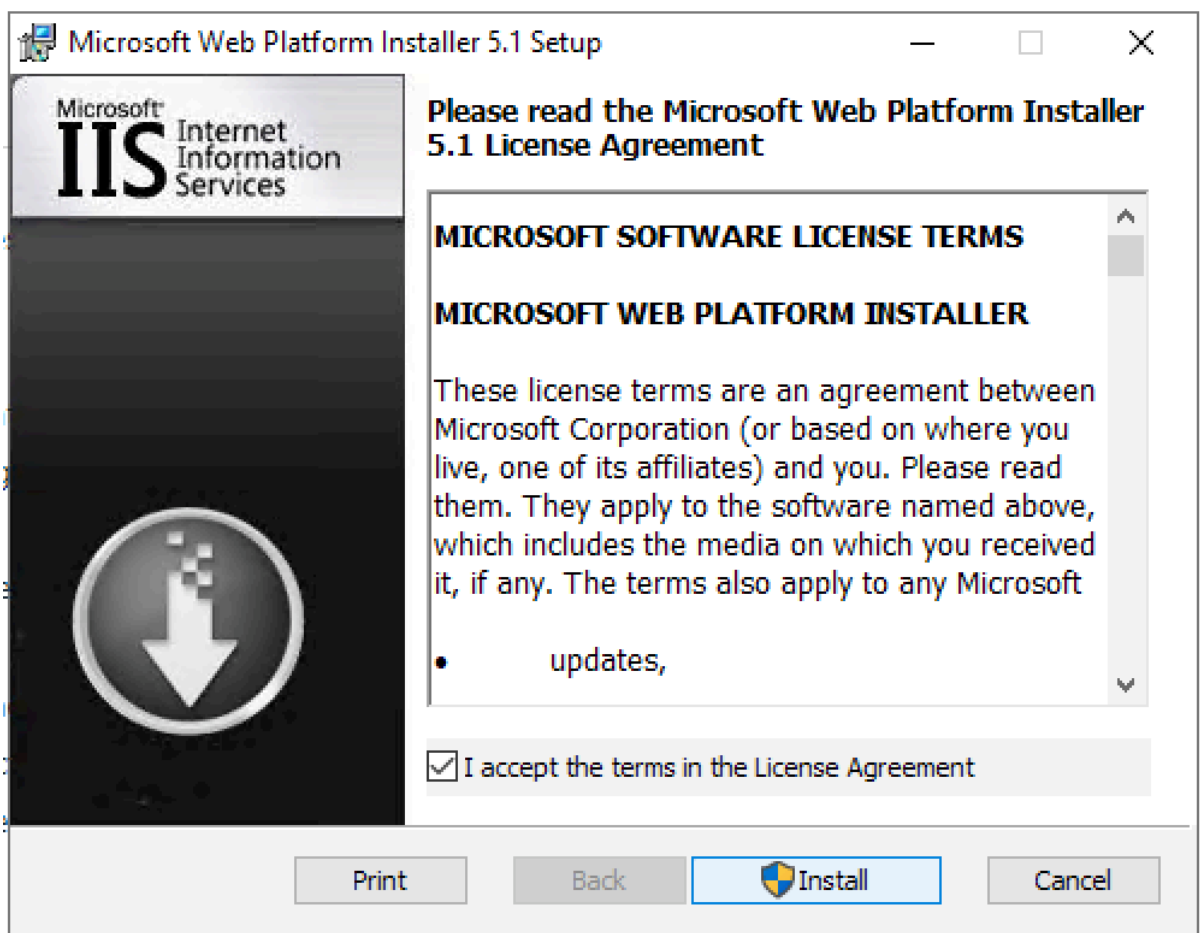 Microsoft Web Platform Installer 5.1 Setup
Microsoft
IIS Internet
Information
Services
Please read the Microsoft Web Platform Installer
5.1 License Agreement
MICROSOFT SOFTWARE LICENSE TERMS
MICROSOFT WEB PLATFORM INSTALLER
These license terms are an agreement between
Microsoft Corporation (or based on where you
live, one of its affiliates) and you. Please read
them. They apply to the software named above,
which includes the media on which you received
it, if any. The terms also apply to any Microsoft
• updates,
I accept the terms in the License Agreement
Print Back Install Cancel